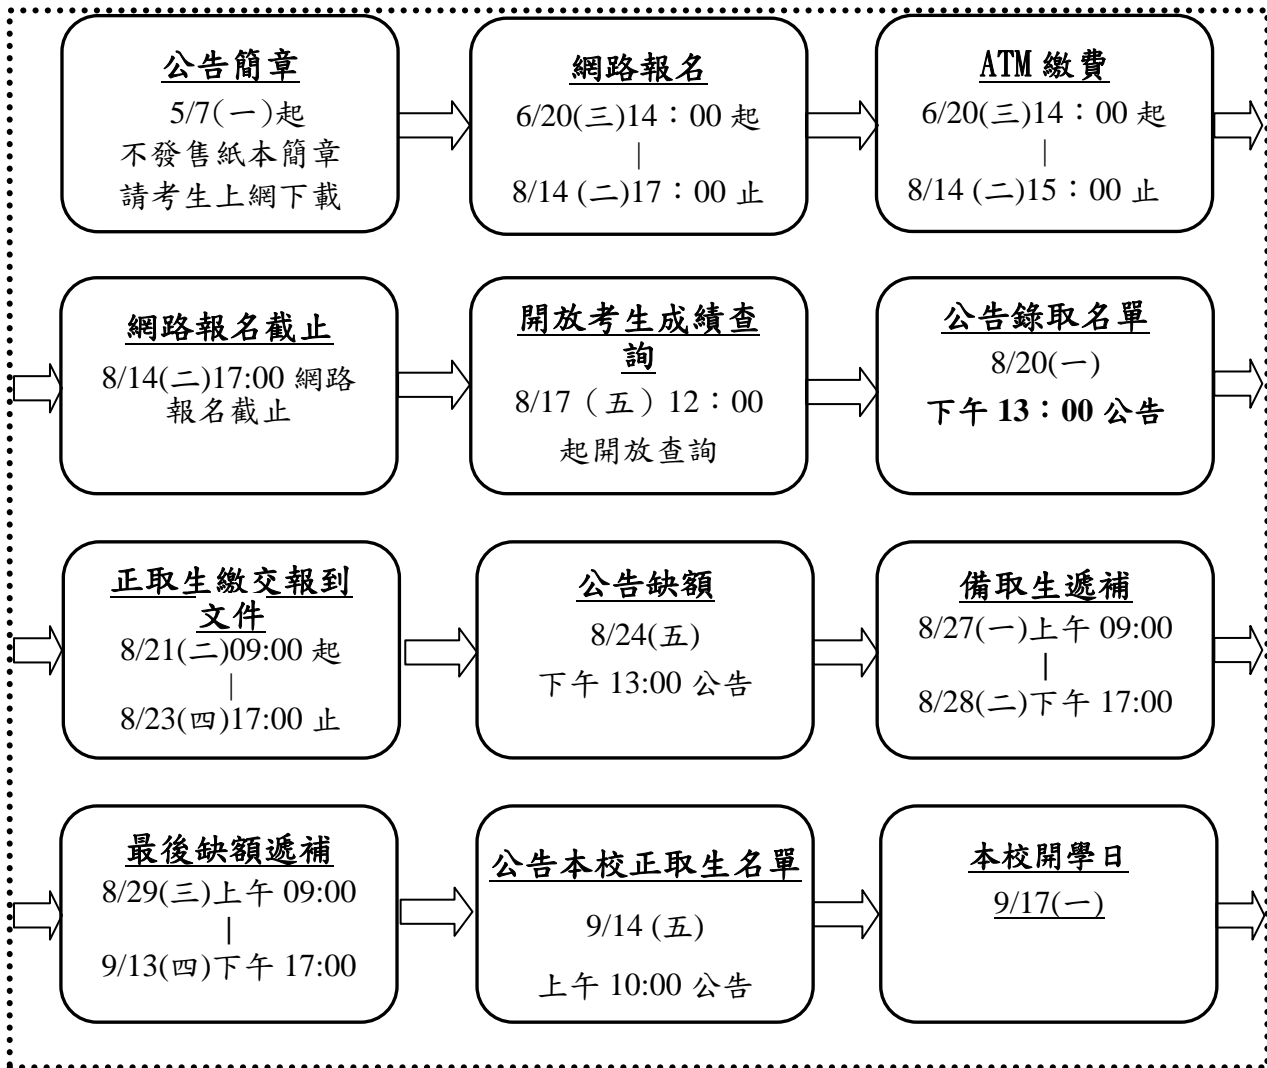 公告簡章
5/7(一)起
不發售紙本簡章
請考生上網下載
網路報名
6/20(三)14：00 起
|
8/14 (二)17：00 止
ATM 繳費
6/20(三)14：00 起
|
8/14 (二)15：00 止
網路報名截止
8/14(二)17:00 網路
報名截止
開放考生成績查
詢
8/17（五）12：00
起開放查詢
公告錄取名單
8/20(一)
下午 13：00 公告
正取生繳交報到
文件
8/21(二)09:00 起
|
8/23(四)17:00 止
公告缺額
8/24(五)
下午 13:00 公告
備取生遞補
8/27(一)上午 09:00
|
8/28(二)下午 17:00
最後缺額遞補
8/29(三)上午 09:00
|
9/13(四)下午 17:00
公告本校正取生名單
9/14 (五)
上午 10:00 公告
本校開學日
9/17(一)